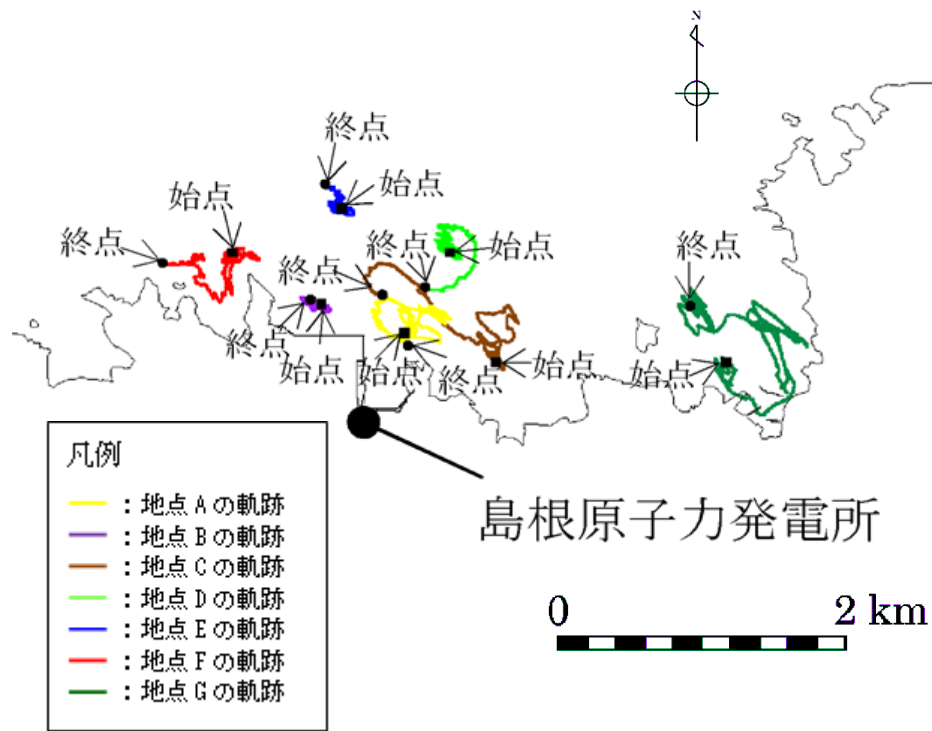 N
終点
始点
始点
終点
終点
始点
終点
終点
終点
始点
始点
終点
始点
始点
凡例
：地点Aの軌跡
：地点Bの軌跡
：地点Cの軌跡
：地点Dの軌跡
：地点Eの軌跡
：地点Fの軌跡
：地点Gの軌跡
島根原子力発電所
0 2 km